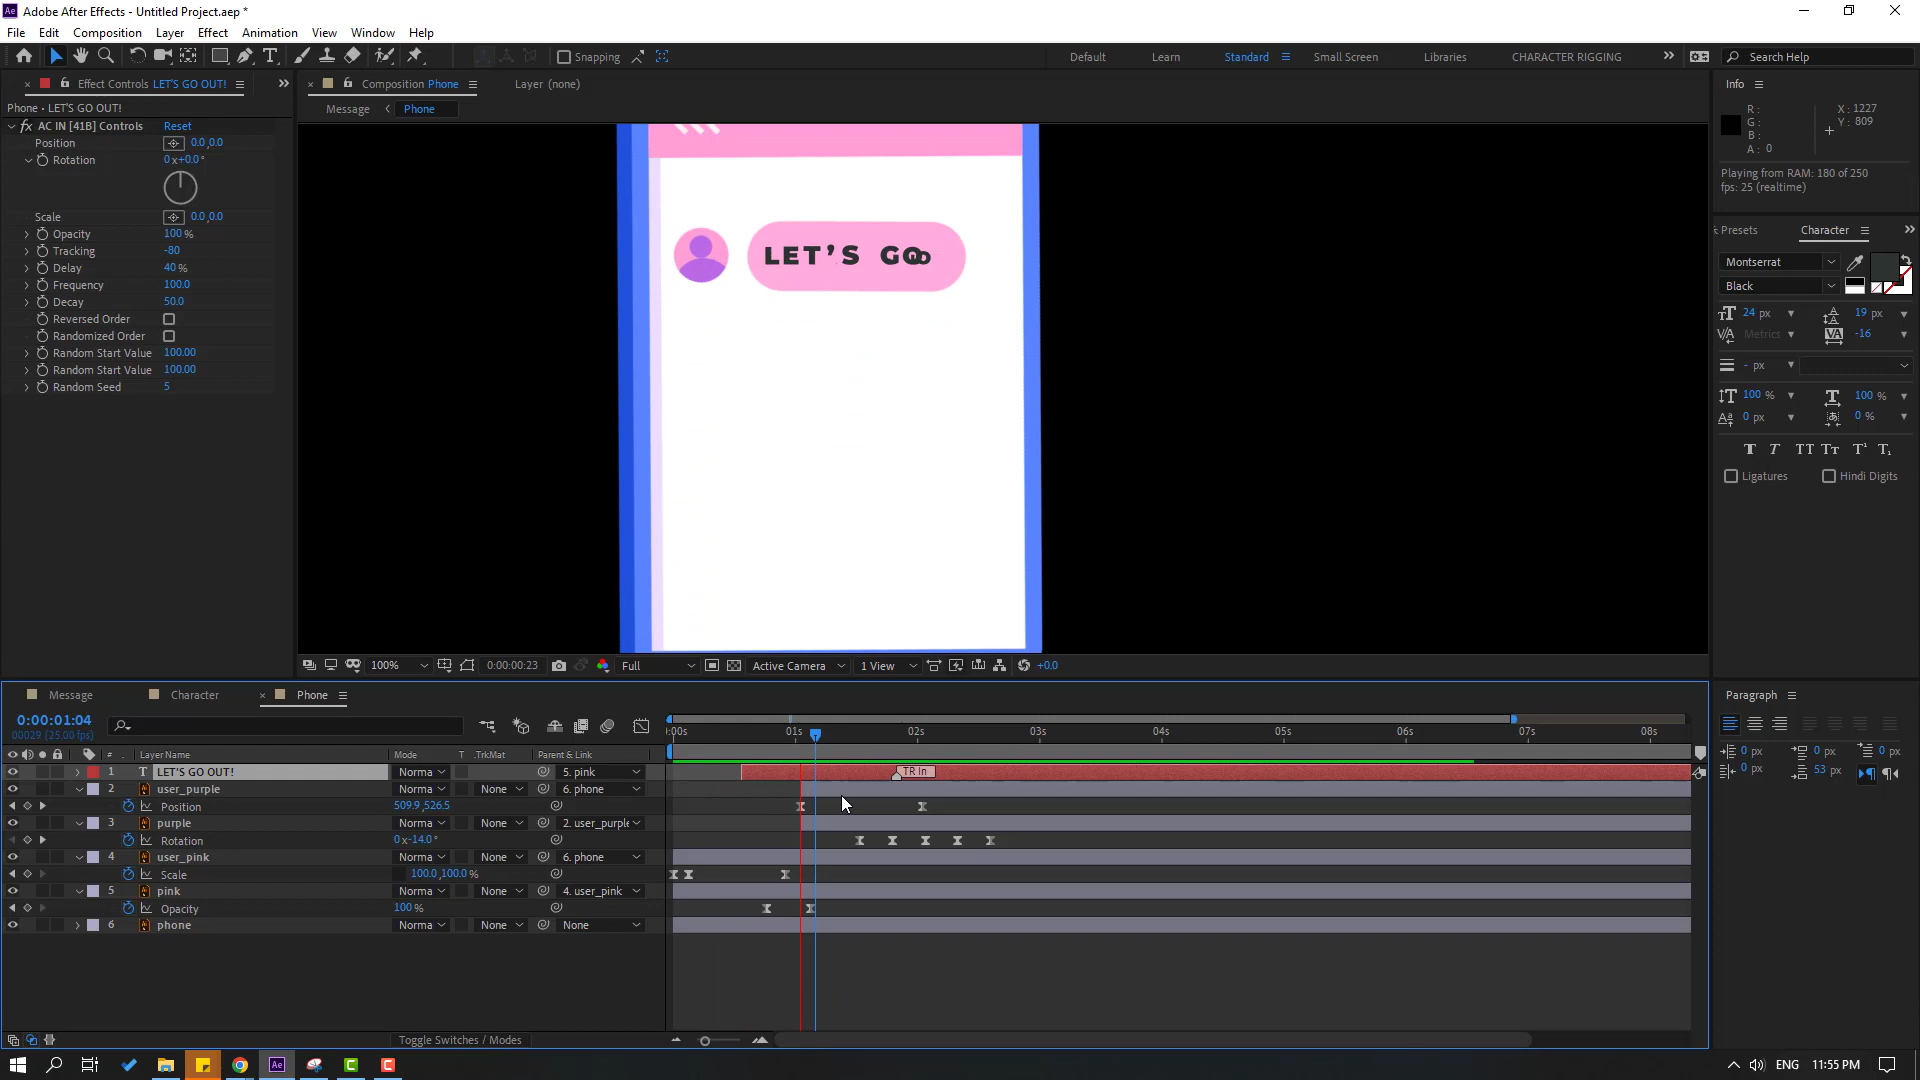 Adobe After Effects - Untitled Project.aep *
File Edit Composition Layer Effect Animation View Window Help
Snapping Default Learn Standard Small Screen Libraries CHARACTER RIGGING Search Help
Effect Controls LET'S GO OUT!
Phone • LET'S GO OUT!
AC IN [41B] Controls Reset
Position 0.0,0.0
Rotation 0x+0.0°
Scale 0.0,0.0
Opacity 100 %
Tracking -80
Delay 40 %
Frequency 100.0
Decay 50.0
Reversed Order
Randomized Order
Random Start Value 100.00
Random Start Value 100.00
Random Seed 5
Composition Phone Layer (none)
Message Phone
LET'S GO
100% 0:00:00:23 Full Active Camera 1 View +0.0
Info
R: X: 1227
G: Y: 809
B:
A: 0
Playing from RAM: 180 of 250
fps: 25 (realtime)
Presets Character
Montserrat
Black
24 px 19 px
Metrics -16
- px
100 % 100 %
0 px 0 %
Ligatures Hindi Digits
Paragraph
0 px 0 px 0 px
0 px 53 px
Message Character Phone
0:00:01:04
00029 (25.00 fps)
:00s 01s 02s 03s 04s 05s 06s 07s 08s
# Layer Name Mode T .TrkMat Parent & Link
1 T LET'S GO OUT! Norma 5. pink TR In
2 user_purple Norma None 6. phone
Position 509.9,526.5
3 purple Norma None 2. user_purple
Rotation 0x-14.0°
4 user_pink Norma None 6. phone
Scale 100.0,100.0 %
5 pink Norma None 4. user_pink
Opacity 100 %
6 phone Norma None None
Toggle Switches / Modes
ENG 11:55 PM